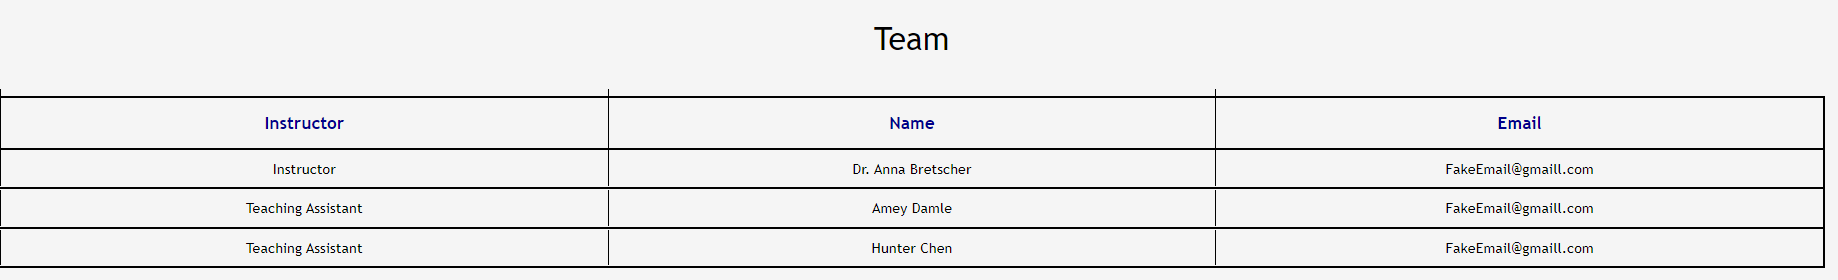 Team
Instructor Name Email
Instructor Dr. Anna Bretscher FakeEmail@gmaill.com
Teaching Assistant Amey Damle FakeEmail@gmaill.com
Teaching Assistant Hunter Chen FakeEmail@gmaill.com